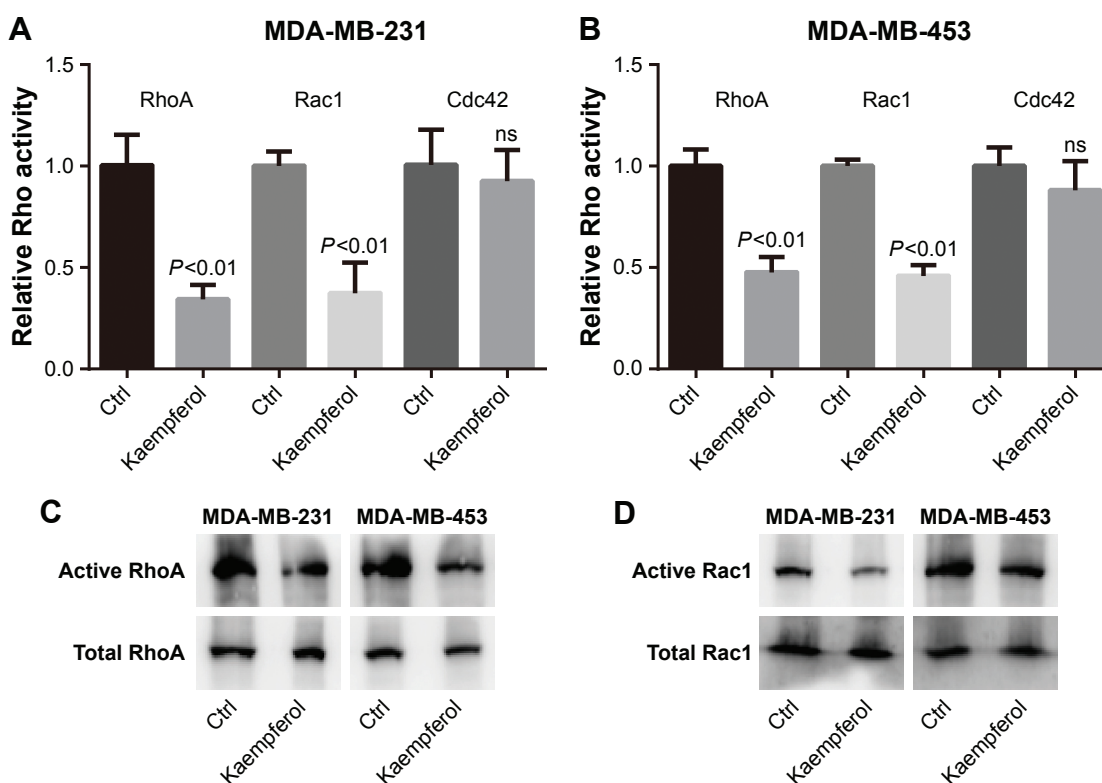 A
MDA-MB-231
Relative Rho activity
1.5
1.0
0.5
0.0
RhoA
Rac1
Cdc42
P<0.01
P<0.01
ns
Ctrl
Kaempferol
Ctrl
Kaempferol
Ctrl
Kaempferol
B
MDA-MB-453
Relative Rho activity
1.5
1.0
0.5
0.0
RhoA
Rac1
Cdc42
P<0.01
P<0.01
ns
Ctrl
Kaempferol
Ctrl
Kaempferol
Ctrl
Kaempferol
C
MDA-MB-231 MDA-MB-453
Active RhoA
Total RhoA
Ctrl
Kaempferol
Ctrl
Kaempferol
D
MDA-MB-231 MDA-MB-453
Active Rac1
Total Rac1
Ctrl
Kaempferol
Ctrl
Kaempferol